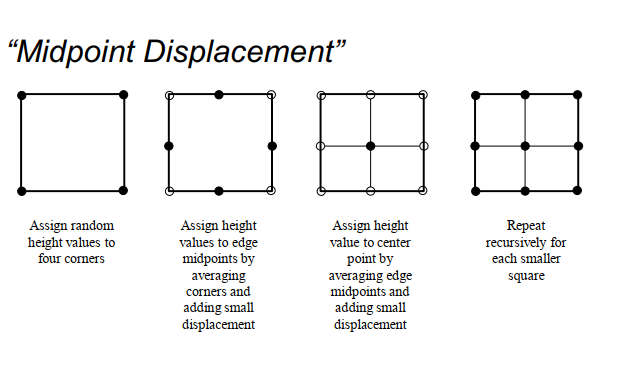 “Midpoint Displacement”
Assign random
height values to
four corners
Assign height
values to edge
midpoints by
averaging
corners and
adding small
displacement
Assign height
value to center
point by
averaging edge
midpoints and
adding small
displacement
Repeat
recursively for
each smaller
square